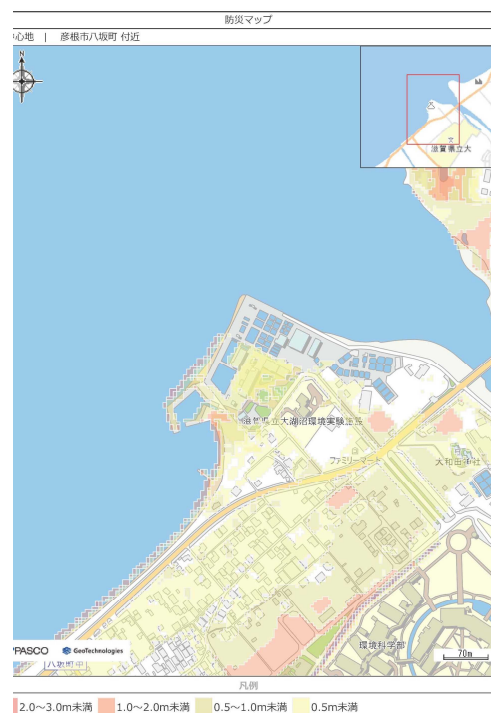 防災マップ
心地 | 彦根市八坂町 付近
N
滋賀県立大
滋賀県立大湖沼環境実験施設
ファミリーマート
大和田神社
環境科学部
PASCO GeoTechnologies
八坂町中
70m
凡例
2.0～3.0m未満 1.0～2.0m未満 0.5～1.0m未満 0.5m未満